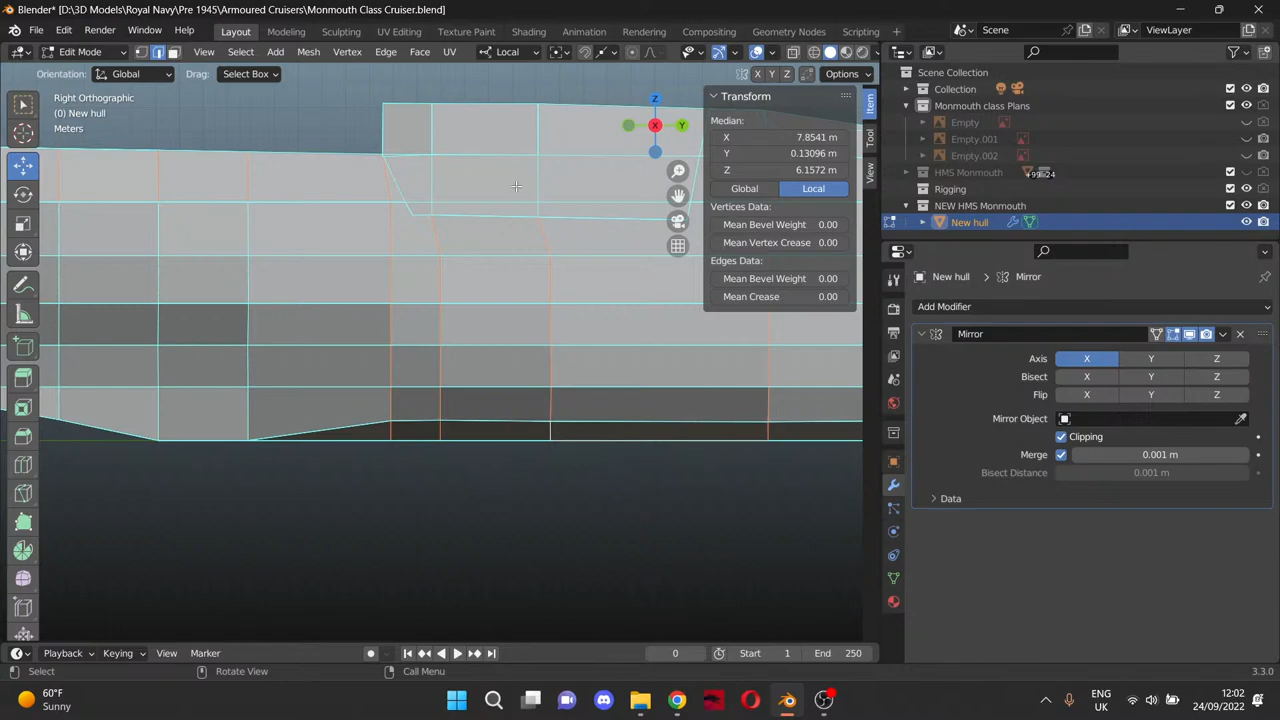 Blender* [D:\3D Models\Royal Navy\Pre 1945\Armoured Cruisers\Monmouth Class Cruiser.blend]
File Edit Render Window Help Layout Modeling Sculpting UV Editing Texture Paint Shading Animation Rendering Compositing Geometry Nodes Scripting Scene ViewLayer
Edit Mode View Select Add Mesh Vertex Edge Face UV Local
Orientation: Global Drag: Select Box X Y Z Options
Scene Collection
Right Orthographic
(0) New hull
Meters
Collection
Monmouth class Plans
Empty
Empty.001
Empty.002
HMS Monmouth +99 24
Rigging
NEW HMS Monmouth
New hull
Z
X
Y
Transform
Median:
X 7.8541 m
Y 0.13096 m
Z 6.1572 m
Global Local
Vertices Data:
Mean Bevel Weight 0.00
Mean Vertex Crease 0.00
Edges Data:
Mean Bevel Weight 0.00
Mean Crease 0.00
Item
Tool
View
New hull Mirror
Add Modifier
Mirror
Axis X Y Z
Bisect X Y Z
Flip X Y Z
Mirror Object
Clipping
Merge 0.001 m
Bisect Distance 0.001 m
Data
Playback Keying View Marker 0 Start 1 End 250
Select Rotate View Call Menu 3.3.0
60°F
Sunny
ENG
UK
12:02
24/09/2022